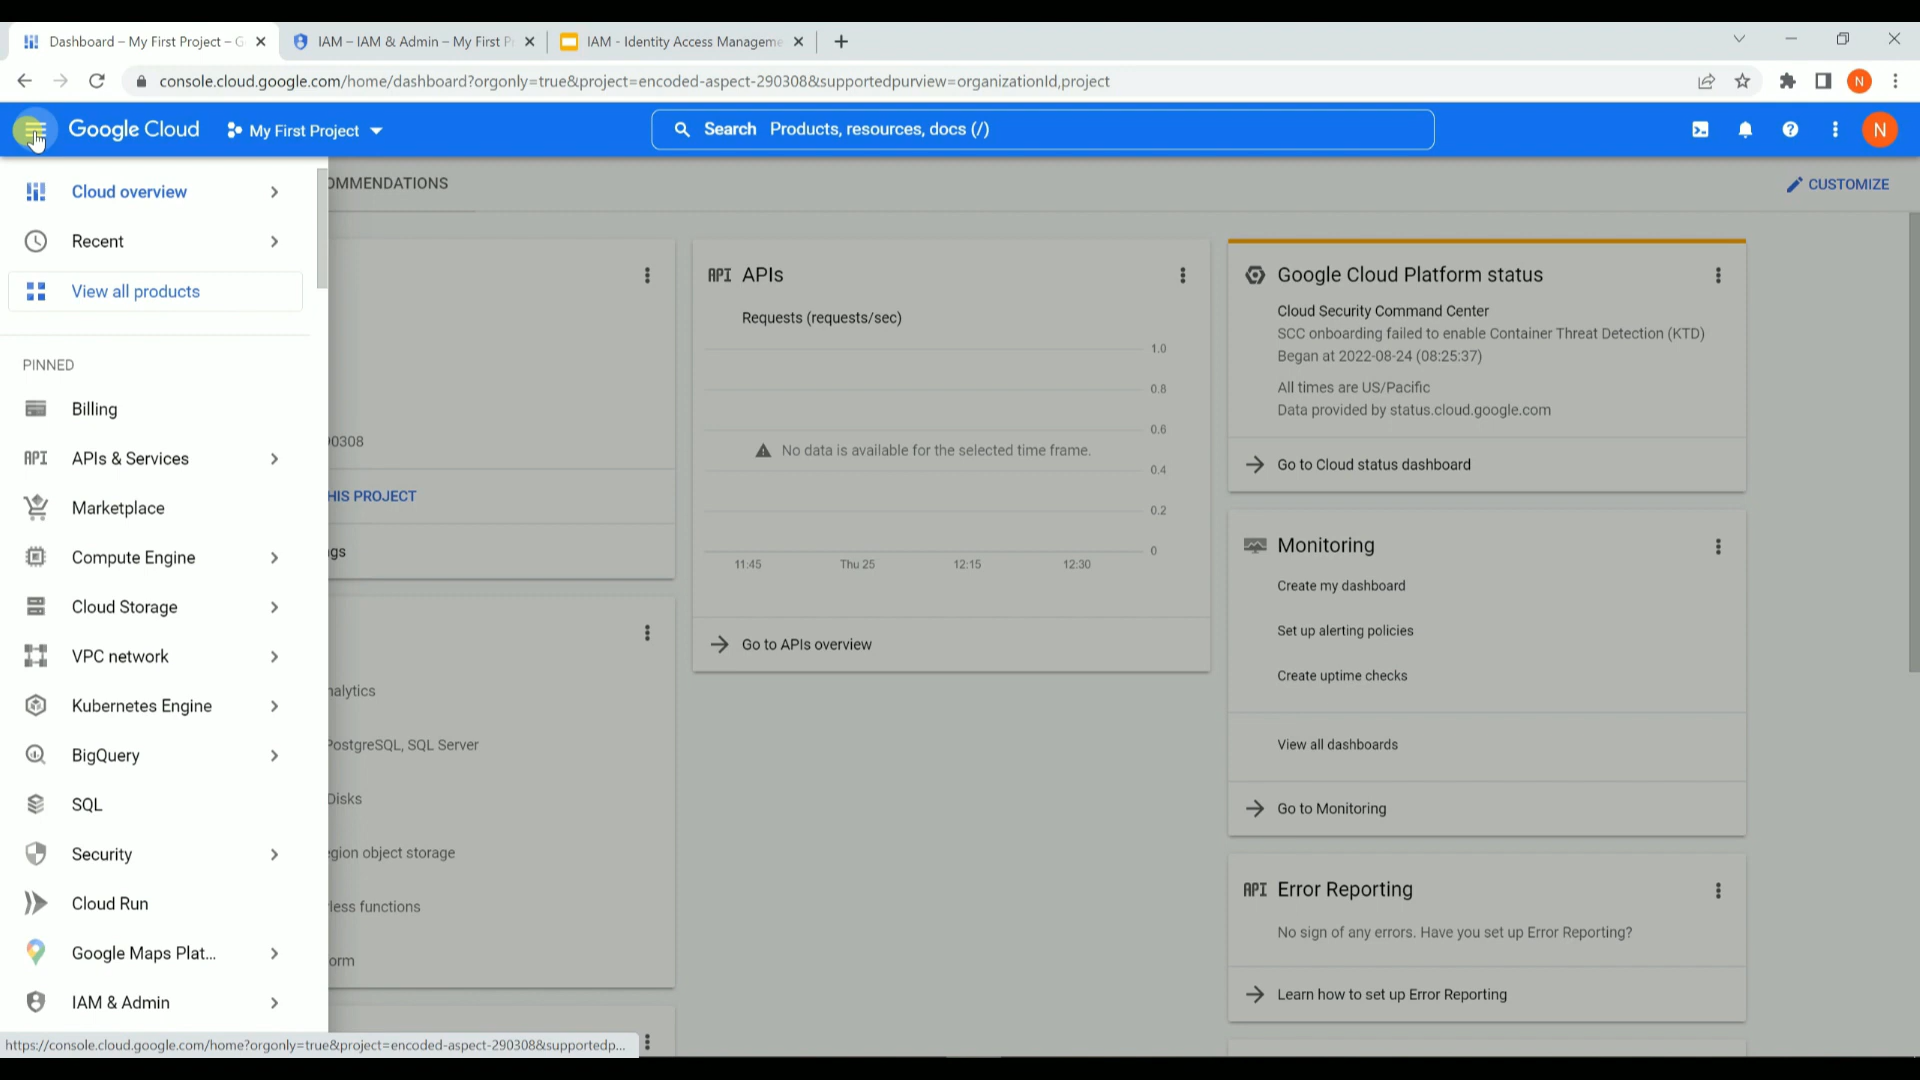 Dashboard – My First Project – G
IAM – IAM & Admin – My First P
IAM - Identity Access Manageme
console.cloud.google.com/home/dashboard?orgonly=true&project=encoded-aspect-290308&supportedpurview=organizationId,project
N
Google Cloud
My First Project
Search Products, resources, docs (/)
N
Cloud overview
Recent
View all products
PINNED
Billing
API
APIs & Services
Marketplace
Compute Engine
Cloud Storage
VPC network
Kubernetes Engine
BigQuery
SQL
Security
Cloud Run
Google Maps Plat...
IAM & Admin
https://console.cloud.google.com/home?orgonly=true&project=encoded-aspect-290308&supportedp...
OMMENDATIONS
CUSTOMIZE
0308
HIS PROJECT
gs
nalytics
PostgreSQL, SQL Server
Disks
egion object storage
less functions
orm
API APIs
Requests (requests/sec)
1.0
0.8
0.6
No data is available for the selected time frame.
0.4
0.2
0
11:45 Thu 25 12:15 12:30
Go to APIs overview
Google Cloud Platform status
Cloud Security Command Center
SCC onboarding failed to enable Container Threat Detection (KTD)
Began at 2022-08-24 (08:25:37)
All times are US/Pacific
Data provided by status.cloud.google.com
Go to Cloud status dashboard
Monitoring
Create my dashboard
Set up alerting policies
Create uptime checks
View all dashboards
Go to Monitoring
API Error Reporting
No sign of any errors. Have you set up Error Reporting?
Learn how to set up Error Reporting